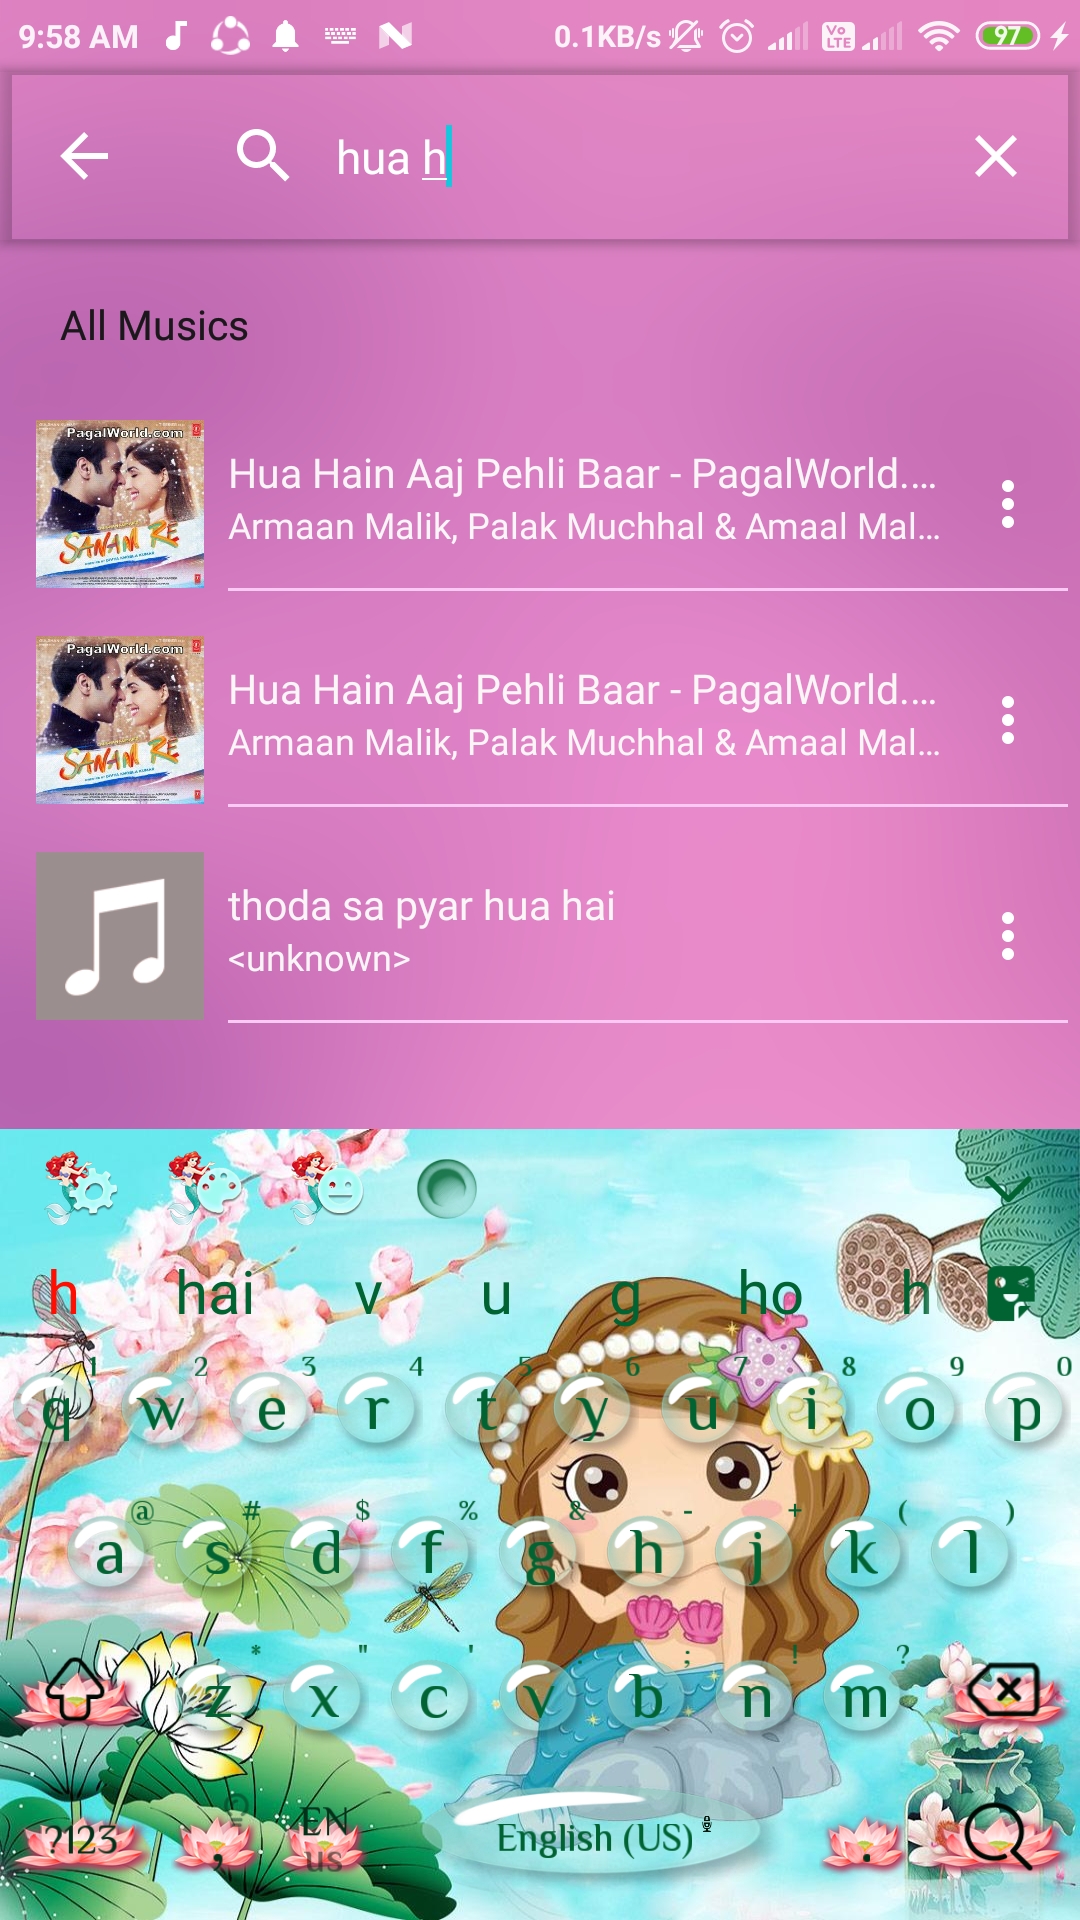 9:58 AM 0.1KB/s Vo LTE 97
hua h
All Musics
PagalWorld.com
SANAM RE
Hua Hain Aaj Pehli Baar - PagalWorld....
Armaan Malik, Palak Muchhal & Amaal Mal...
PagalWorld.com
SANAM RE
Hua Hain Aaj Pehli Baar - PagalWorld....
Armaan Malik, Palak Muchhal & Amaal Mal...
thoda sa pyar hua hai
<unknown>
h hai v u g ho h
1 2 3 4 5 6 7 8 9 0
q w e r t y u i o p
@ # $ % & - + ( )
a s d f g h j k l
* " ' : ; ! ?
z x c v b n m
?123 , EN US English (US) .